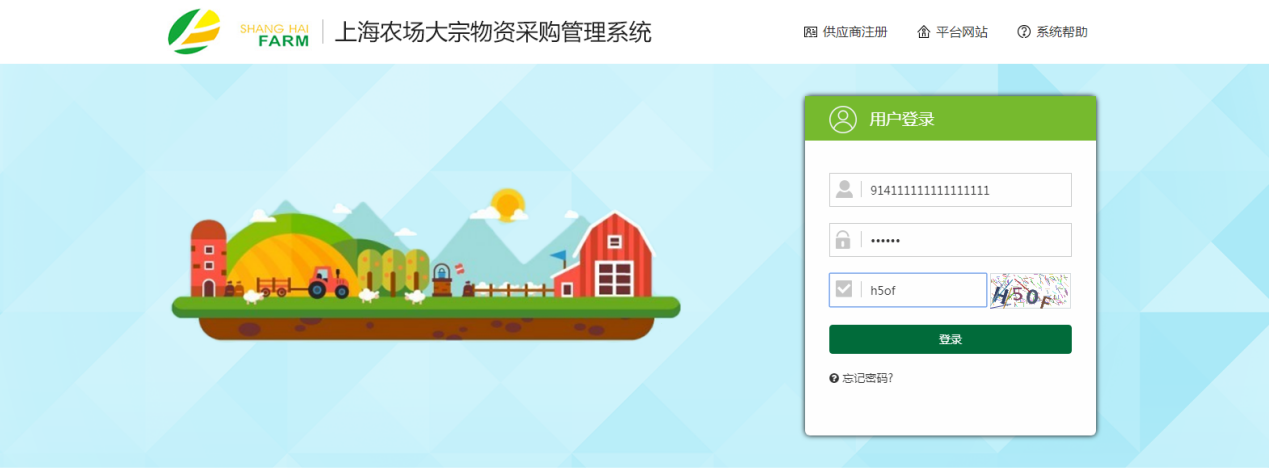 SHANG HAI
FARM
上海农场大宗物资采购管理系统
供应商注册 平台网站 系统帮助
用户登录
914111111111111111
••••••
h5of
H5OF
登录
忘记密码?